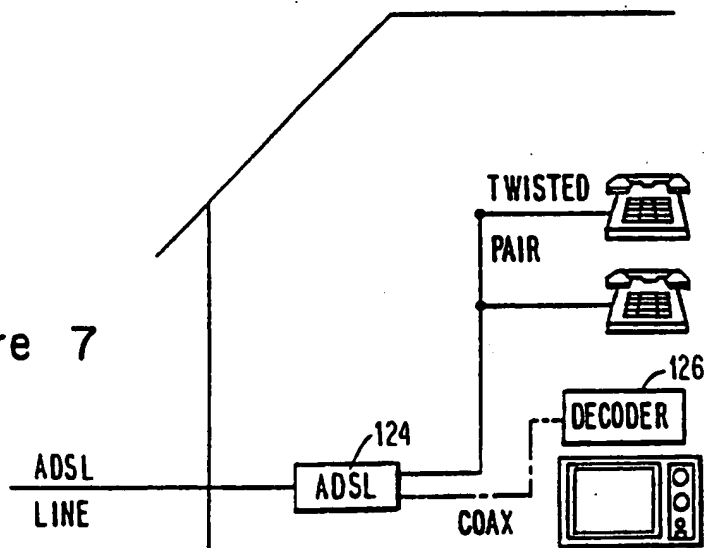 TWISTED
PAIR
re 7
126
DECODER
124
ADSL
ADSL
LINE
COAX